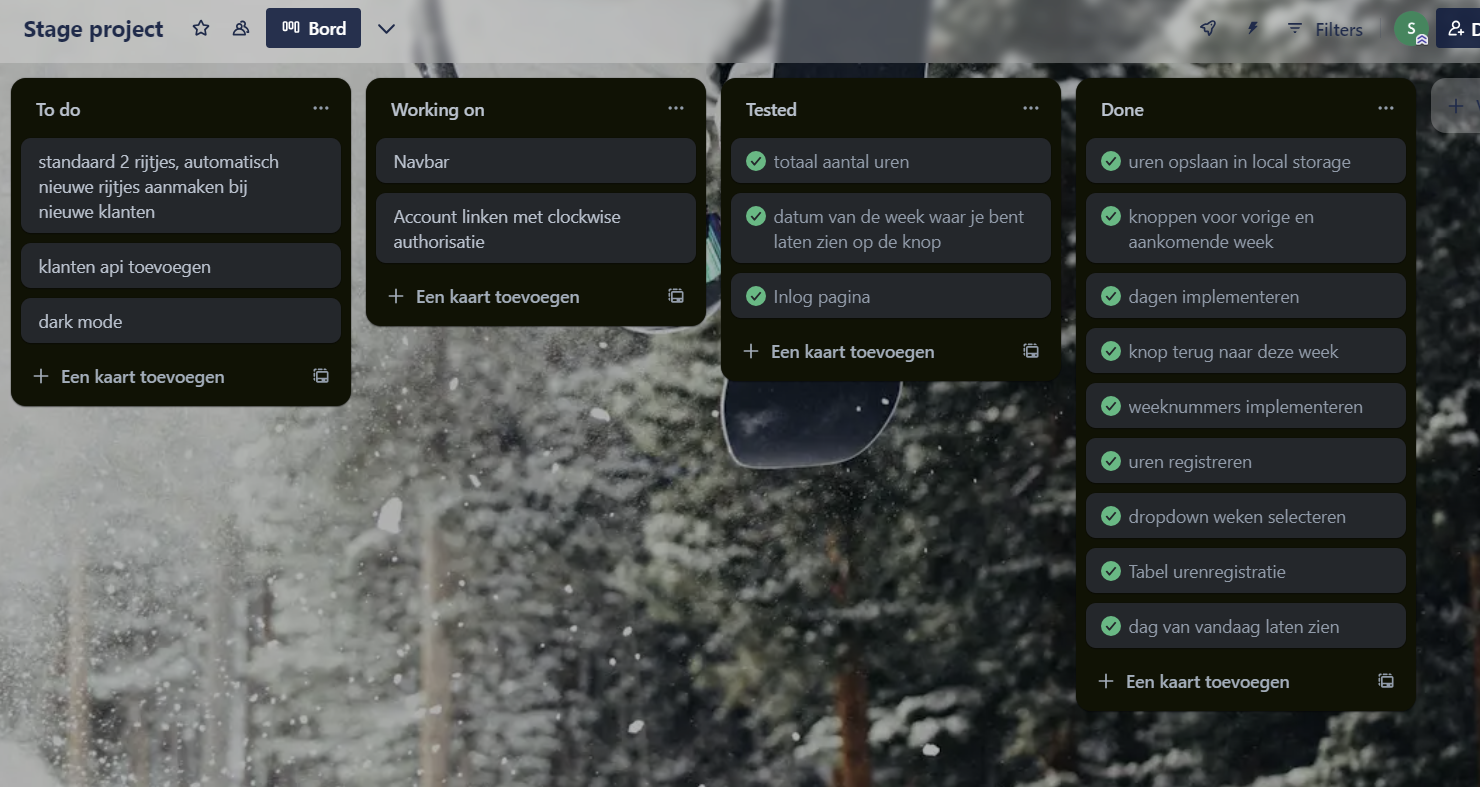 Stage project
Bord
Filters
S
To do
standaard 2 rijtjes, automatisch
nieuwe rijtjes aanmaken bij
nieuwe klanten
klanten api toevoegen
dark mode
Een kaart toevoegen
Working on
Navbar
Account linken met clockwise
authorisatie
Een kaart toevoegen
Tested
totaal aantal uren
datum van de week waar je bent
laten zien op de knop
Inlog pagina
Een kaart toevoegen
Done
uren opslaan in local storage
knoppen voor vorige en
aankomende week
dagen implementeren
knop terug naar deze week
weeknummers implementeren
uren registreren
dropdown weken selecteren
Tabel urenregistratie
dag van vandaag laten zien
Een kaart toevoegen